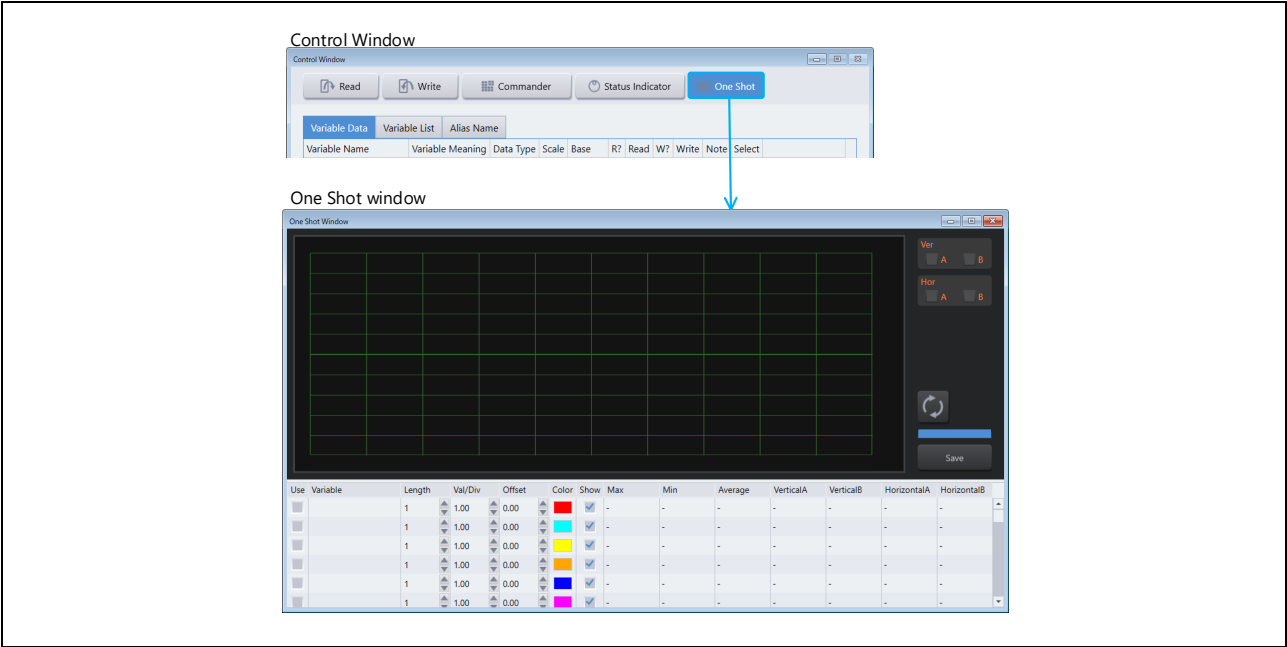 Control Window
Control Window
Read Write Commander Status Indicator One Shot
Variable Data Variable List Alias Name
Variable Name Variable Meaning Data Type Scale Base R? Read W? Write Note Select
One Shot window
One Shot Window
Ver
A B
Hor
A B
Save
Use Variable Length Val/Div Offset Color Show Max Min Average VerticalA VerticalB HorizontalA HorizontalB
1 1.00 0.00 - - - - - - -
1 1.00 0.00 - - - - - - -
1 1.00 0.00 - - - - - - -
1 1.00 0.00 - - - - - - -
1 1.00 0.00 - - - - - - -
1 1.00 0.00 - - - - - - -